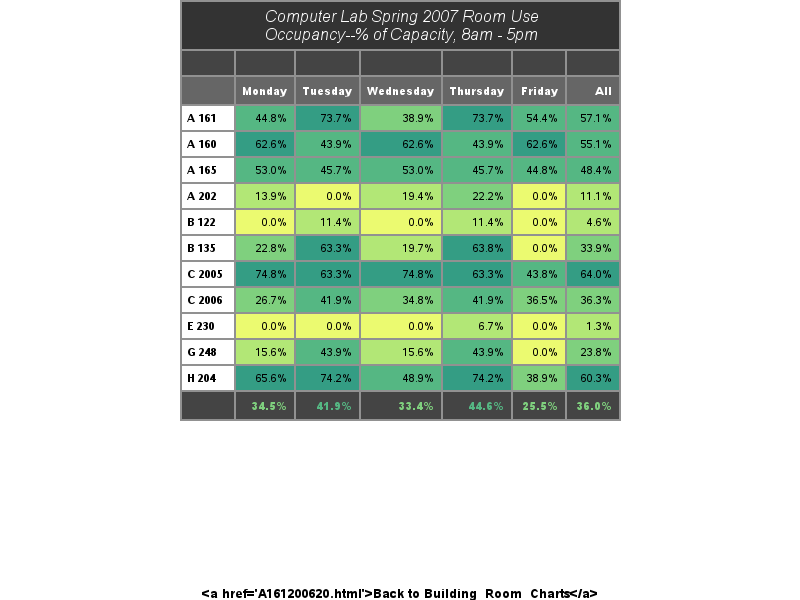 Computer Lab Spring 2007 Room Use
Occupancy--% of Capacity, 8am - 5pm
Monday Tuesday Wednesday Thursday Friday All
A 161 44.8% 73.7% 38.9% 73.7% 54.4% 57.1%
A 160 62.6% 43.9% 62.6% 43.9% 62.6% 55.1%
A 165 53.0% 45.7% 53.0% 45.7% 44.8% 48.4%
A 202 13.9% 0.0% 19.4% 22.2% 0.0% 11.1%
B 122 0.0% 11.4% 0.0% 11.4% 0.0% 4.6%
B 135 22.8% 63.3% 19.7% 63.8% 0.0% 33.9%
C 2005 74.8% 63.3% 74.8% 63.3% 43.8% 64.0%
C 2006 26.7% 41.9% 34.8% 41.9% 36.5% 36.3%
E 230 0.0% 0.0% 0.0% 6.7% 0.0% 1.3%
G 248 15.6% 43.9% 15.6% 43.9% 0.0% 23.8%
H 204 65.6% 74.2% 48.9% 74.2% 38.9% 60.3%
34.5% 41.9% 33.4% 44.6% 25.5% 36.0%
<a href='A161200620.html'>Back to Building_Room_Charts</a>